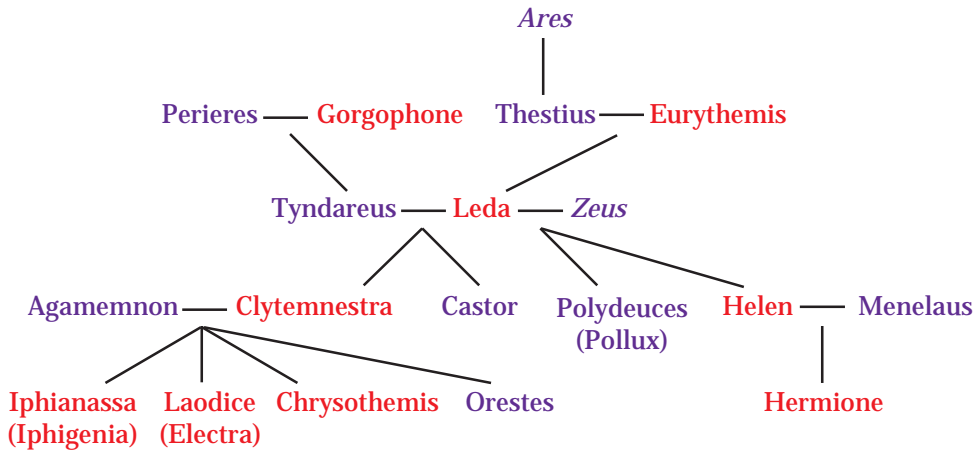 Ares
Perieres Gorgophone Thestius Eurythemis
Tyndareus Leda Zeus
Agamemnon Clytemnestra Castor Polydeuces (Pollux) Helen Menelaus
Iphianassa (Iphigenia) Laodice (Electra) Chrysothemis Orestes Hermione